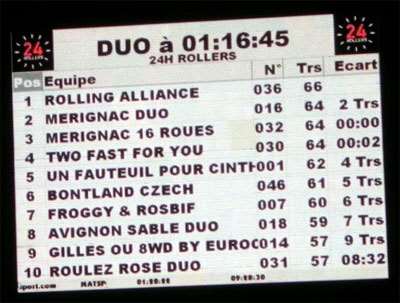 24
ROLLERS
DUO à 01:16:45
24H ROLLERS
24
ROLLERS
Pos Equipe N° Trs Ecart
1 ROLLING ALLIANCE 036 66
2 MERIGNAC DUO 016 64 2 Trs
3 MERIGNAC 16 ROUES 032 64 00:00
4 TWO FAST FOR YOU 030 64 00:02
5 UN FAUTEUIL POUR CINTH 001 62 4 Trs
6 BONTLAND CZECH 046 61 5 Trs
7 FROGGY & ROSBIF 007 60 6 Trs
8 AVIGNON SABLE DUO 018 59 7 Trs
9 GILLES OU 8WD BY EUROC 014 57 9 Trs
10 ROULEZ ROSE DUO 031 57 08:32